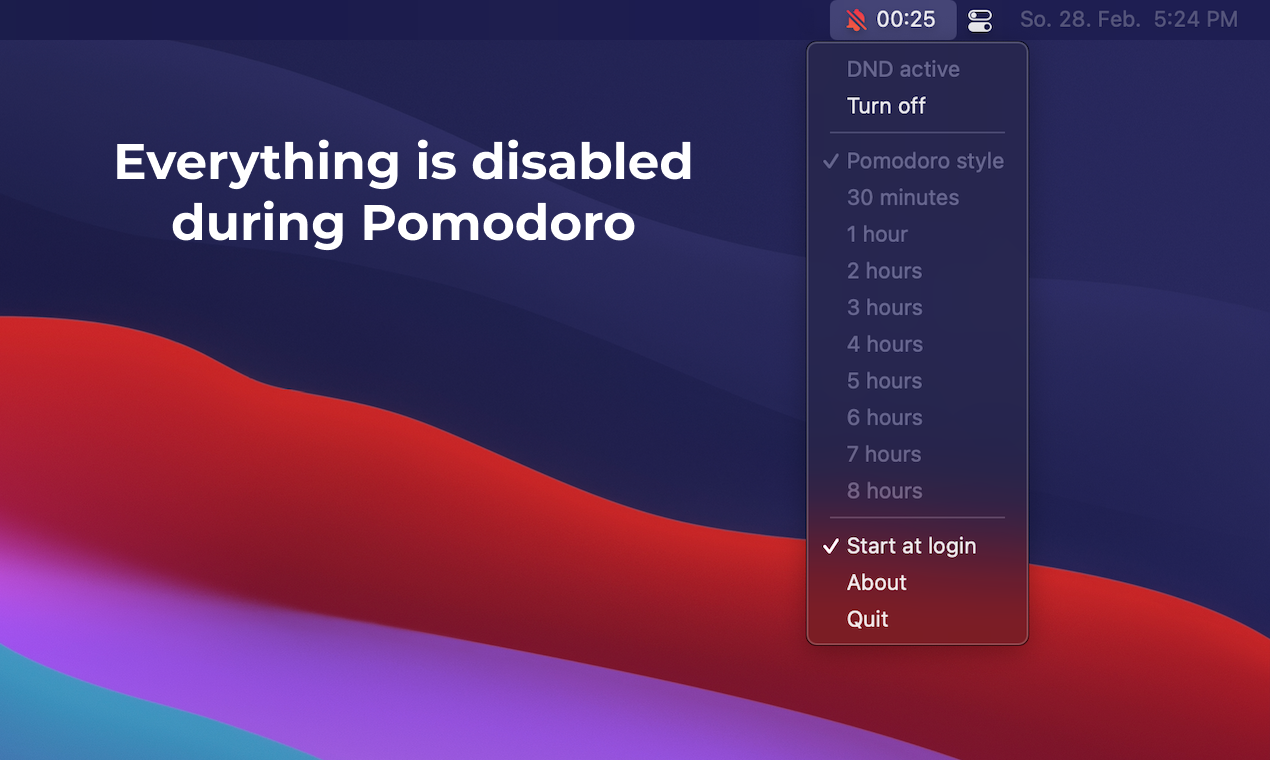 00:25 So. 28. Feb. 5:24 PM
Everything is disabled
during Pomodoro
DND active
Turn off
Pomodoro style
30 minutes
1 hour
2 hours
3 hours
4 hours
5 hours
6 hours
7 hours
8 hours
Start at login
About
Quit